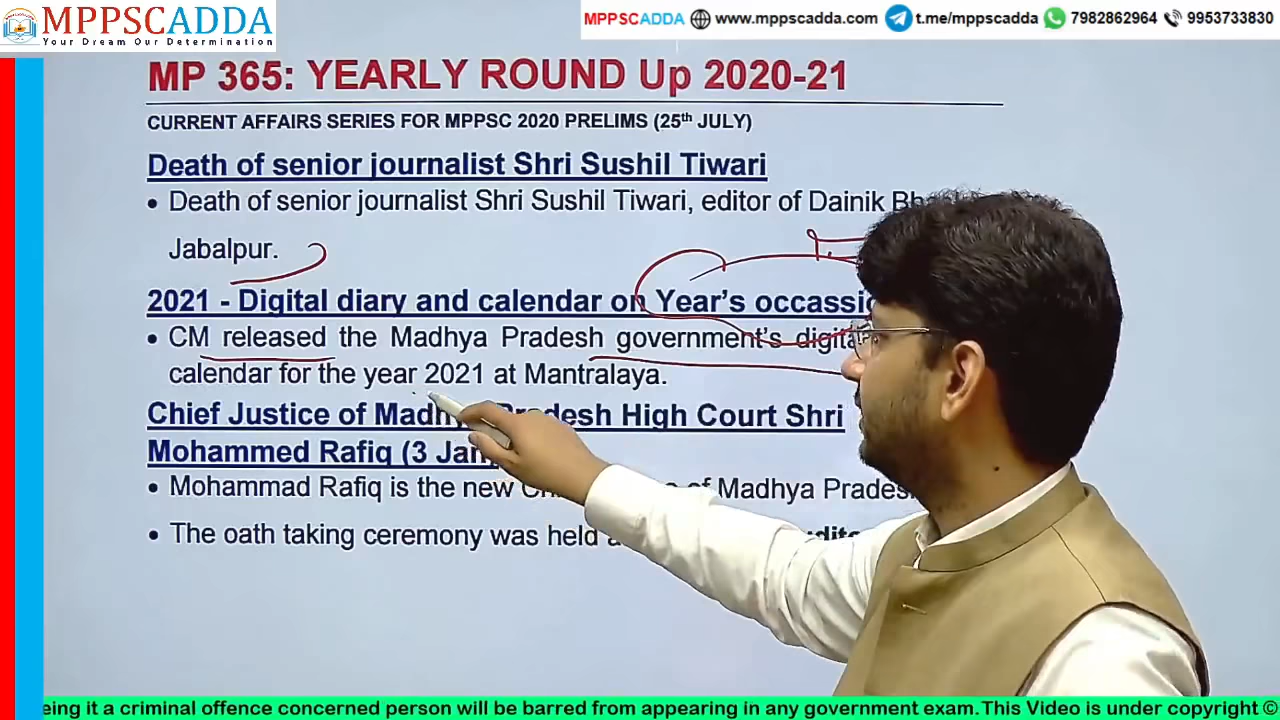 MPPSCADDA
Your Dream Our Determination
MPPSCADDA www.mppscadda.com t.me/mppscadda 7982862964 9953733830
MP 365: YEARLY ROUND Up 2020-21
CURRENT AFFAIRS SERIES FOR MPPSC 2020 PRELIMS (25th JULY)
Death of senior journalist Shri Sushil Tiwari
• Death of senior journalist Shri Sushil Tiwari, editor of Dainik
Jabalpur.
2021 - Digital diary and calendar on Year's
• CM released the Madhya Pradesh government's
calendar for the year 2021 at Mantralaya.
Chief Justice of Madhya Pradesh High Court Shri
Mohammed Rafiq (3 Jan)
• Mohammad Rafiq is the new of Madhya
• The oath taking ceremony was held
a criminal offence concerned person will be barred from appearing in any government exam.This Video is under copyright ©